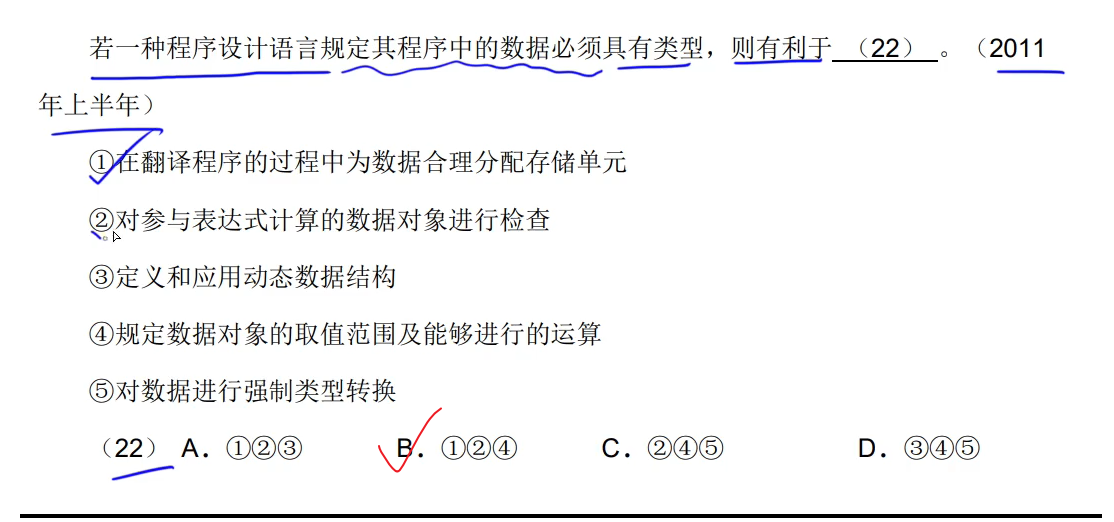 若一种程序设计语言规定其程序中的数据必须具有类型，则有利于 （22） 。（2011
年上半年）
①在翻译程序的过程中为数据合理分配存储单元
②对参与表达式计算的数据对象进行检查
③定义和应用动态数据结构
④规定数据对象的取值范围及能够进行的运算
⑤对数据进行强制类型转换
（22） A．①②③ B．①②④ C．②④⑤ D．③④⑤